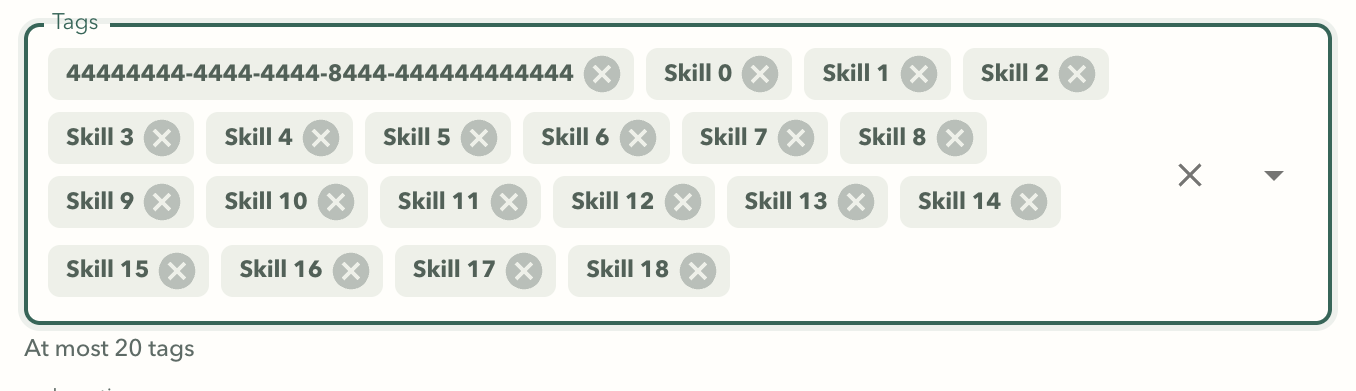 Tags
44444444-4444-4444-8444-444444444444 Skill 0 Skill 1 Skill 2
Skill 3 Skill 4 Skill 5 Skill 6 Skill 7 Skill 8
Skill 9 Skill 10 Skill 11 Skill 12 Skill 13 Skill 14
Skill 15 Skill 16 Skill 17 Skill 18
At most 20 tags